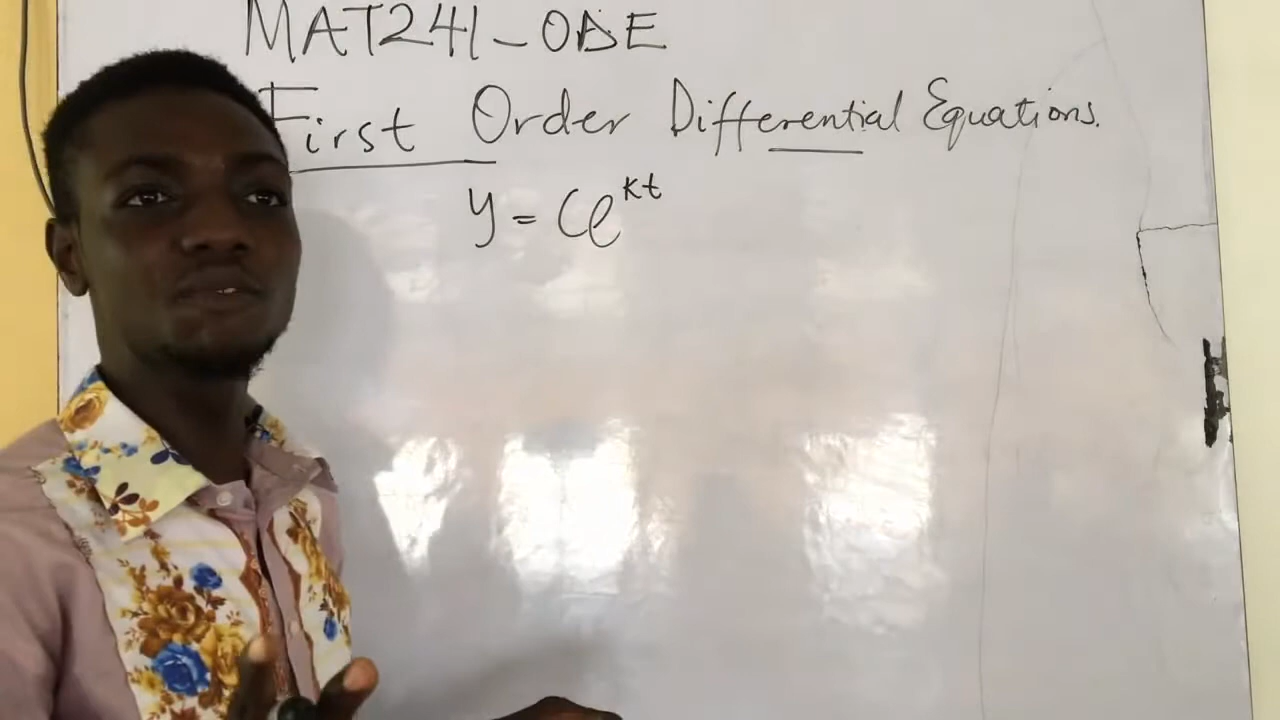 MAT241-ODE
First Order Differential Equations.
y = Ce^kt